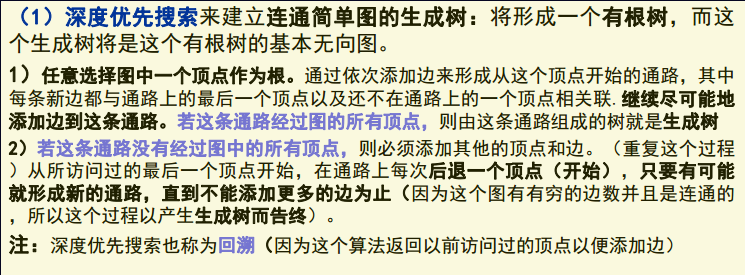 （1）深度优先搜索来建立连通简单图的生成树：将形成一个有根树，而这
个生成树将是这个有根树的基本无向图。
1）任意选择图中一个顶点作为根。通过依次添加边来形成从这个顶点开始的通路，其中
每条新边都与通路上的最后一个顶点以及还不在通路上的一个顶点相关联.继续尽可能地
添加边到这条通路。若这条通路经过图的所有顶点，则由这条通路组成的树就是生成树
2）若这条通路没有经过图中的所有顶点，则必须添加其他的顶点和边。（重复这个过程
）从所访问过的最后一个顶点开始，在通路上每次后退一个顶点（开始），只要有可能
就形成新的通路，直到不能添加更多的边为止（因为这个图有有穷的边数并且是连通的
，所以这个过程以产生生成树而告终）。
注：深度优先搜索也称为回溯（因为这个算法返回以前访问过的顶点以便添加边）